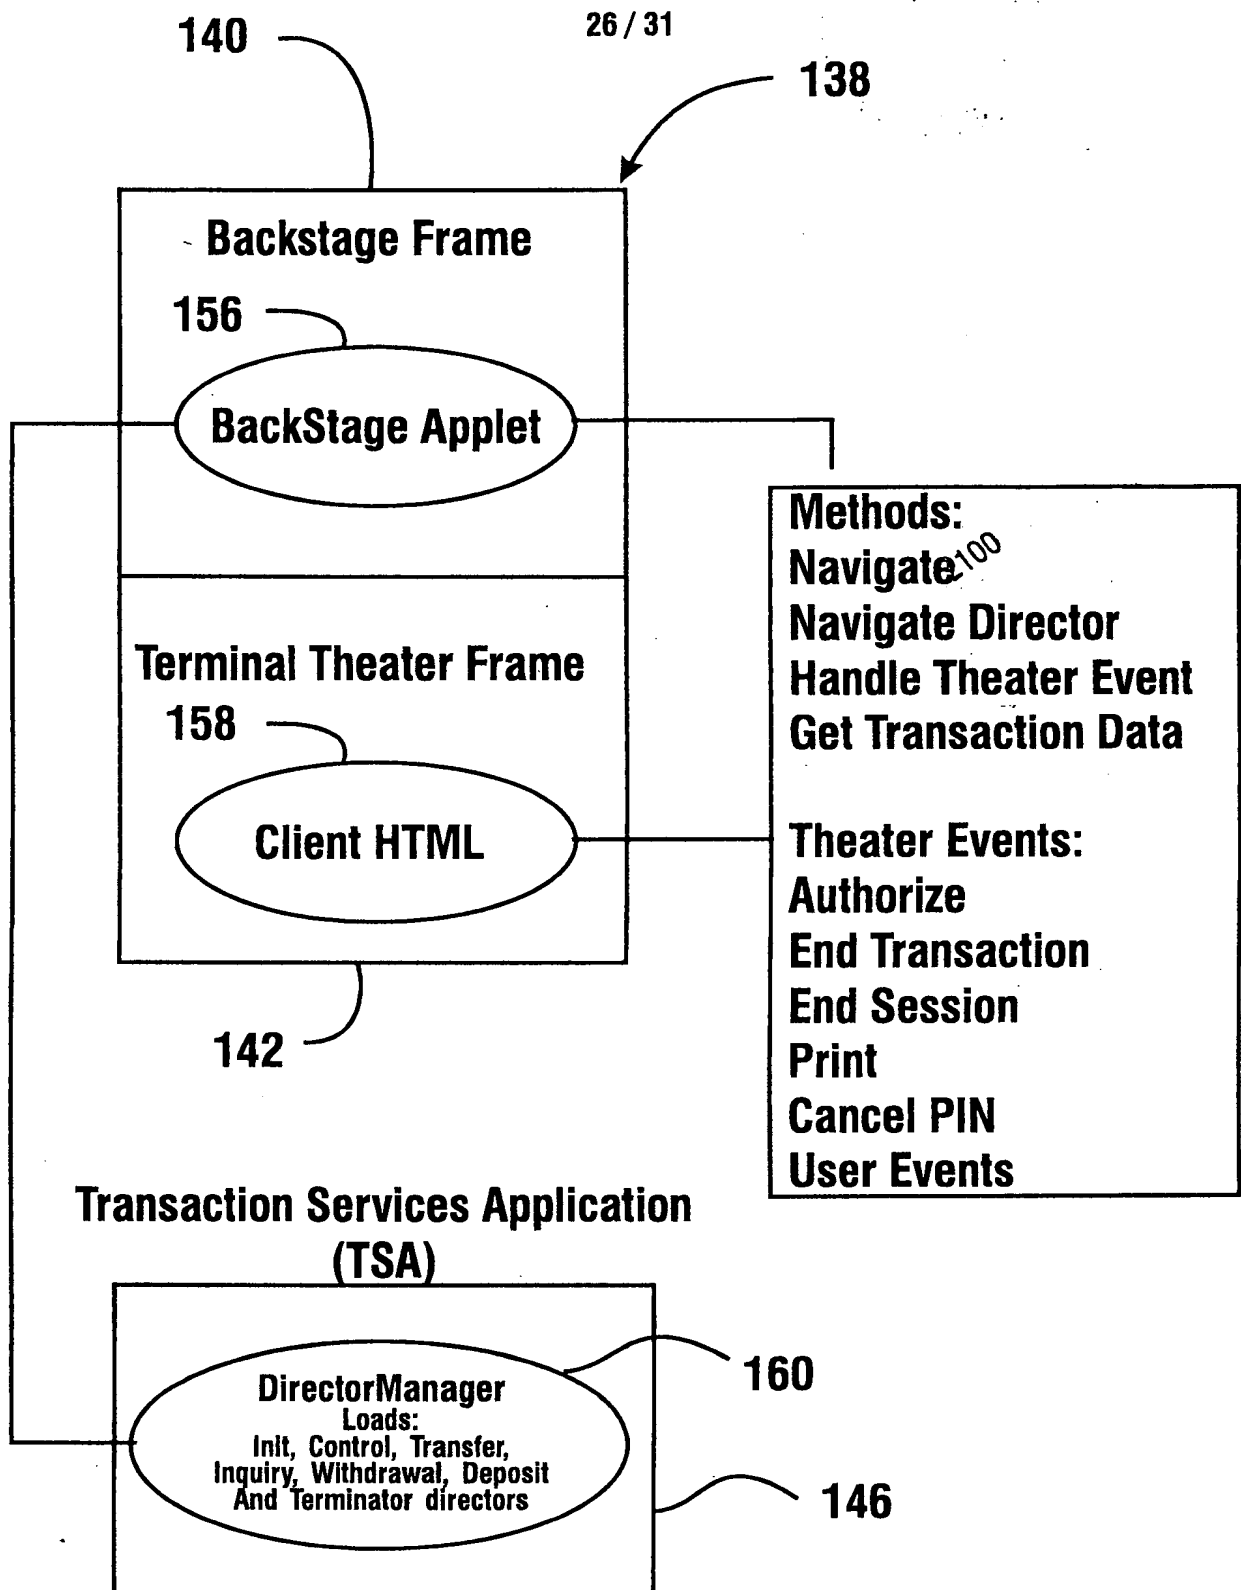 26 / 31
140
138
Backstage Frame
156
BackStage Applet
Methods:
Navigate
2100
Navigate Director
Handle Theater Event
Get Transaction Data
Terminal Theater Frame
158
Client HTML
Theater Events:
Authorize
End Transaction
End Session
Print
Cancel PIN
User Events
142
Transaction Services Application
(TSA)
DirectorManager
Loads:
Init, Control, Transfer,
Inquiry, Withdrawal, Deposit
And Terminator directors
160
146